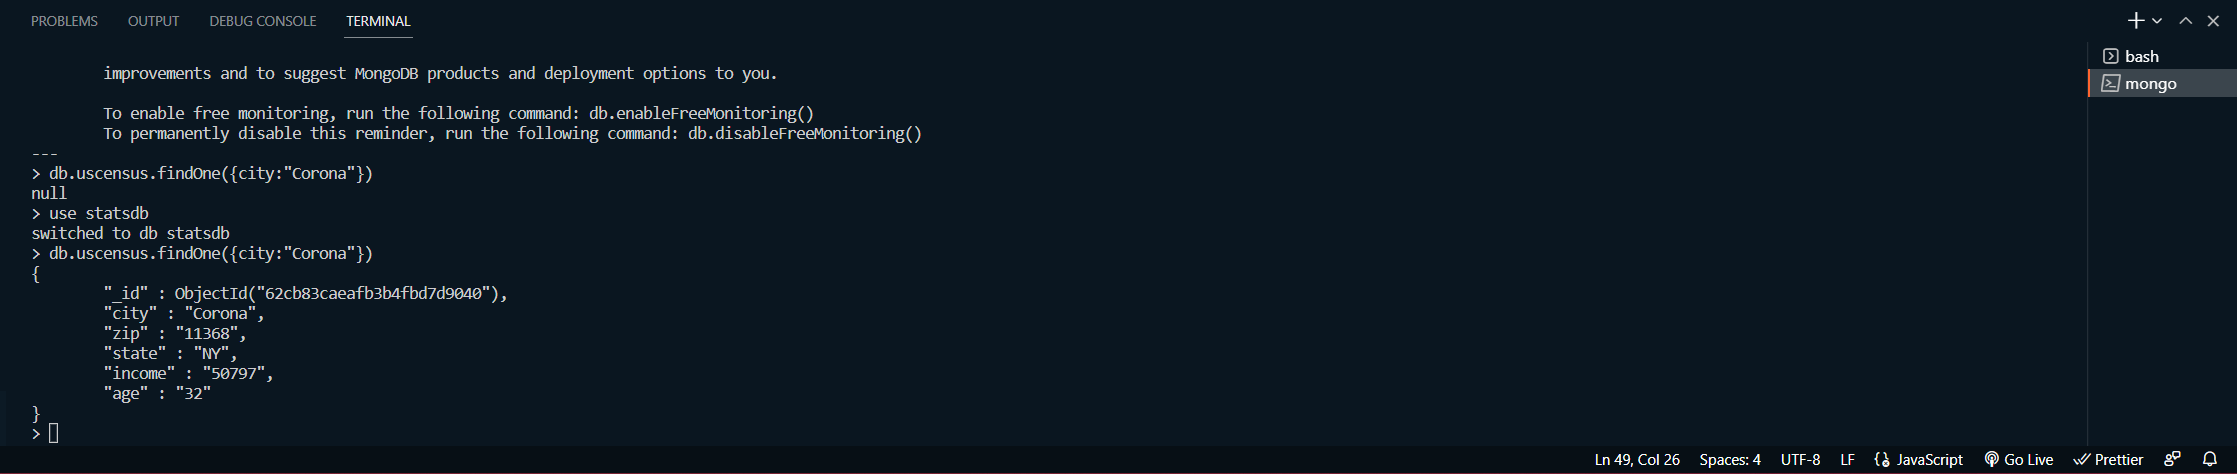 PROBLEMS OUTPUT DEBUG CONSOLE TERMINAL
improvements and to suggest MongoDB products and deployment options to you.
To enable free monitoring, run the following command: db.enableFreeMonitoring()
To permanently disable this reminder, run the following command: db.disableFreeMonitoring()
---
> db.uscensus.findOne({city:"Corona"})
null
> use statsdb
switched to db statsdb
> db.uscensus.findOne({city:"Corona"})
{
"_id" : ObjectId("62cb83caeafb3b4fbd7d9040"),
"city" : "Corona",
"zip" : "11368",
"state" : "NY",
"income" : "50797",
"age" : "32"
}
>
bash
mongo
Ln 49, Col 26 Spaces: 4 UTF-8 LF JavaScript Go Live Prettier